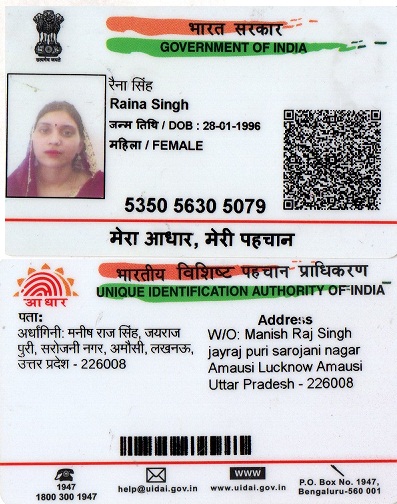 भारत सरकार
GOVERNMENT OF INDIA
सत्यमेव जयते
रैना सिंह
Raina Singh
जन्म तिथि / DOB : 28-01-1996
महिला / FEMALE
5350 5630 5079
मेरा आधार, मेरी पहचान
भारतीय विशिष्ट पहचान प्राधिकरण
UNIQUE IDENTIFICATION AUTHORITY OF INDIA
आधार
पता:
अर्धांगिनी: मनीष राज सिंह, जयराज
पुरी, सरोजनी नगर, अमौसी, लखनऊ,
उत्तर प्रदेश - 226008
Address
W/O: Manish Raj Singh
jayraj puri sarojani nagar
Amausi Lucknow Amausi
Uttar Pradesh - 226008
1947
1800 300 1947
help@uidai.gov.in
WWW
www.uidai.gov.in
P.O. Box No. 1947,
Bengaluru-560 001